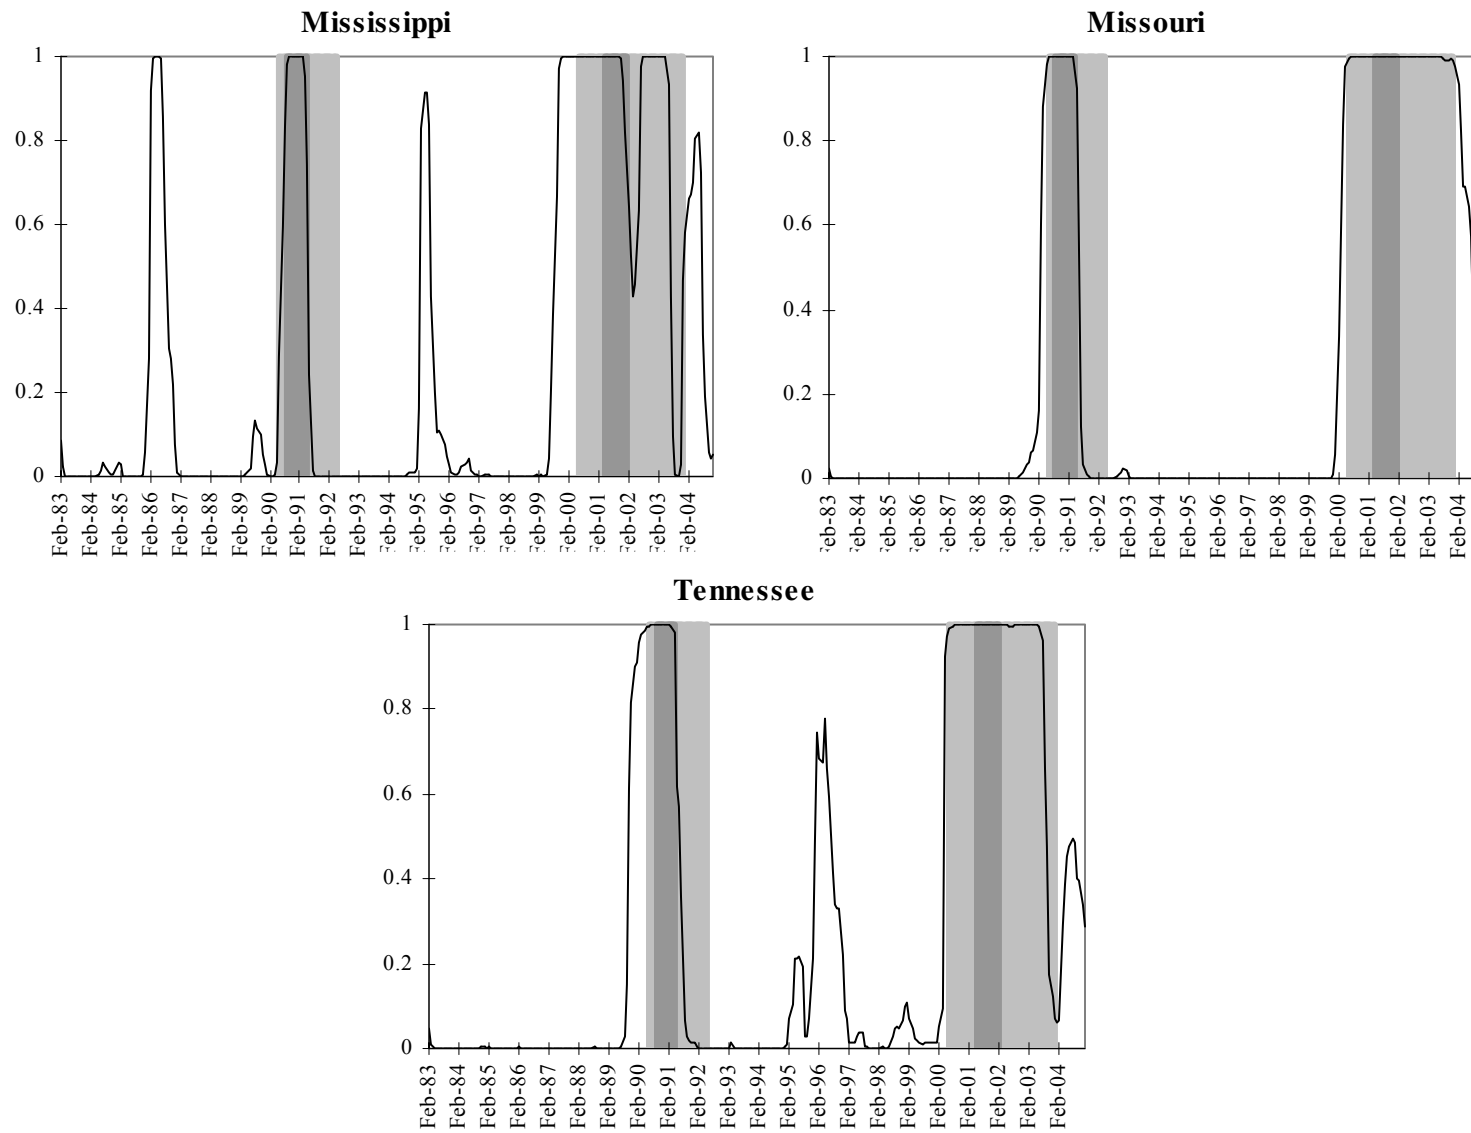 Mississippi
1
0.8
0.6
0.4
0.2
0
Feb-83
Feb-84
Feb-85
Feb-86
Feb-87
Feb-88
Feb-89
Feb-90
Feb-91
Feb-92
Feb-93
Feb-94
Feb-95
Feb-96
Feb-97
Feb-98
Feb-99
Feb-00
Feb-01
Feb-02
Feb-03
Feb-04
Missouri
1
0.8
0.6
0.4
0.2
0
Feb-83
Feb-84
Feb-85
Feb-86
Feb-87
Feb-88
Feb-89
Feb-90
Feb-91
Feb-92
Feb-93
Feb-94
Feb-95
Feb-96
Feb-97
Feb-98
Feb-99
Feb-00
Feb-01
Feb-02
Feb-03
Feb-04
Tennessee
1
0.8
0.6
0.4
0.2
0
Feb-83
Feb-84
Feb-85
Feb-86
Feb-87
Feb-88
Feb-89
Feb-90
Feb-91
Feb-92
Feb-93
Feb-94
Feb-95
Feb-96
Feb-97
Feb-98
Feb-99
Feb-00
Feb-01
Feb-02
Feb-03
Feb-04